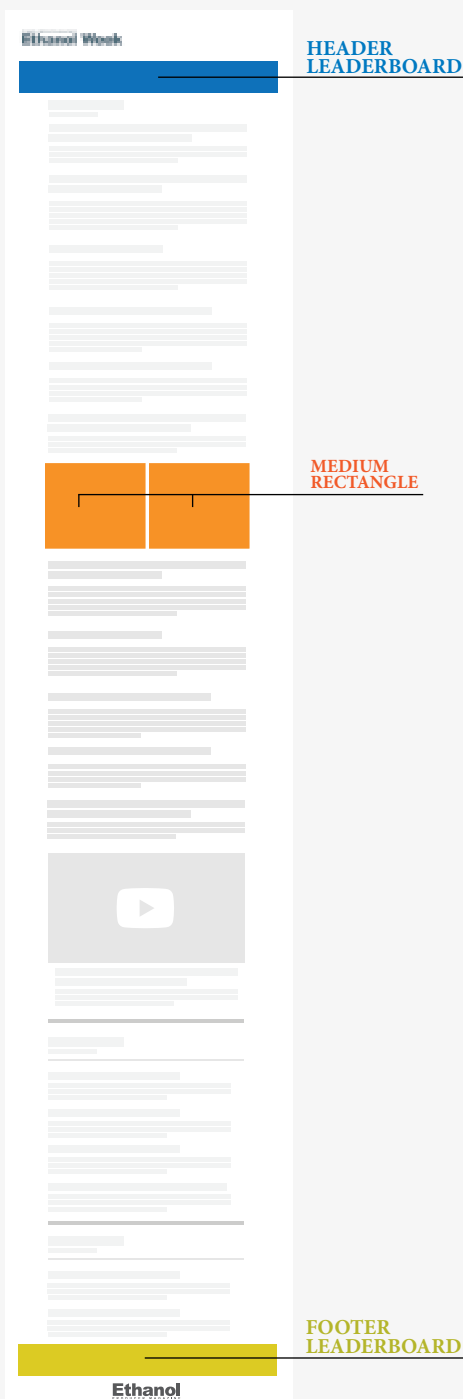 Ethanol Week
HEADER
LEADERBOARD
MEDIUM
RECTANGLE
FOOTER
LEADERBOARD
Ethanol